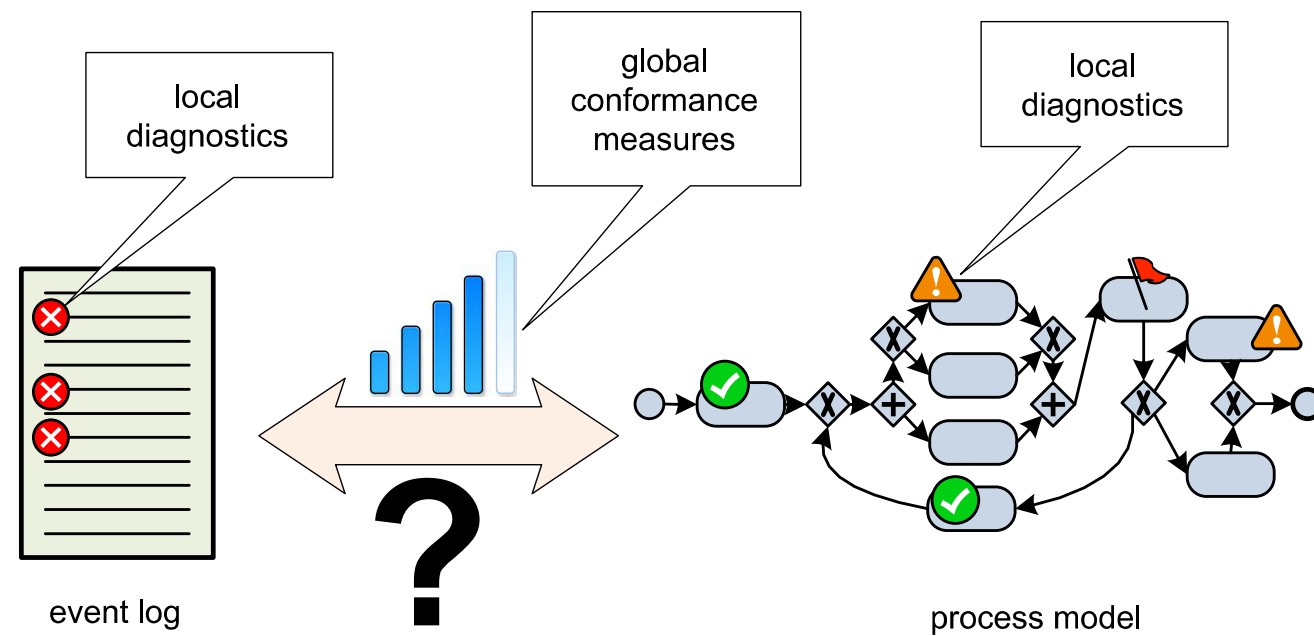 local
diagnostics
global
conformance
measures
local
diagnostics
?
event log
process model